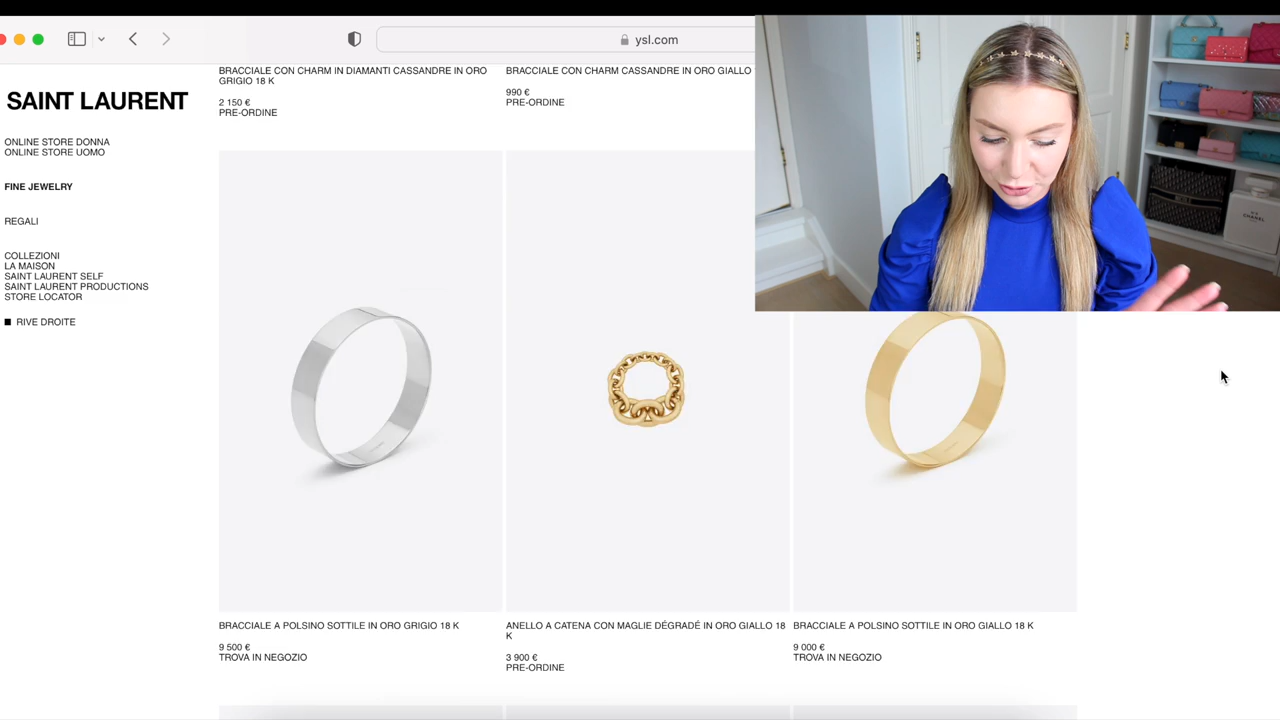 ysl.com
SAINT LAURENT
ONLINE STORE DONNA
ONLINE STORE UOMO
FINE JEWELRY
REGALI
COLLEZIONI
LA MAISON
SAINT LAURENT SELF
SAINT LAURENT PRODUCTIONS
STORE LOCATOR
RIVE DROITE
BRACCIALE CON CHARM IN DIAMANTI CASSANDRE IN ORO
GRIGIO 18 K
2 150 €
PRE-ORDINE
BRACCIALE CON CHARM CASSANDRE IN ORO GIALLO
990 €
PRE-ORDINE
CHANEL
BRACCIALE A POLSINO SOTTILE IN ORO GRIGIO 18 K
9 500 €
TROVA IN NEGOZIO
ANELLO A CATENA CON MAGLIE DÉGRADÉ IN ORO GIALLO 18
K
3 900 €
PRE-ORDINE
BRACCIALE A POLSINO SOTTILE IN ORO GIALLO 18 K
9 000 €
TROVA IN NEGOZIO